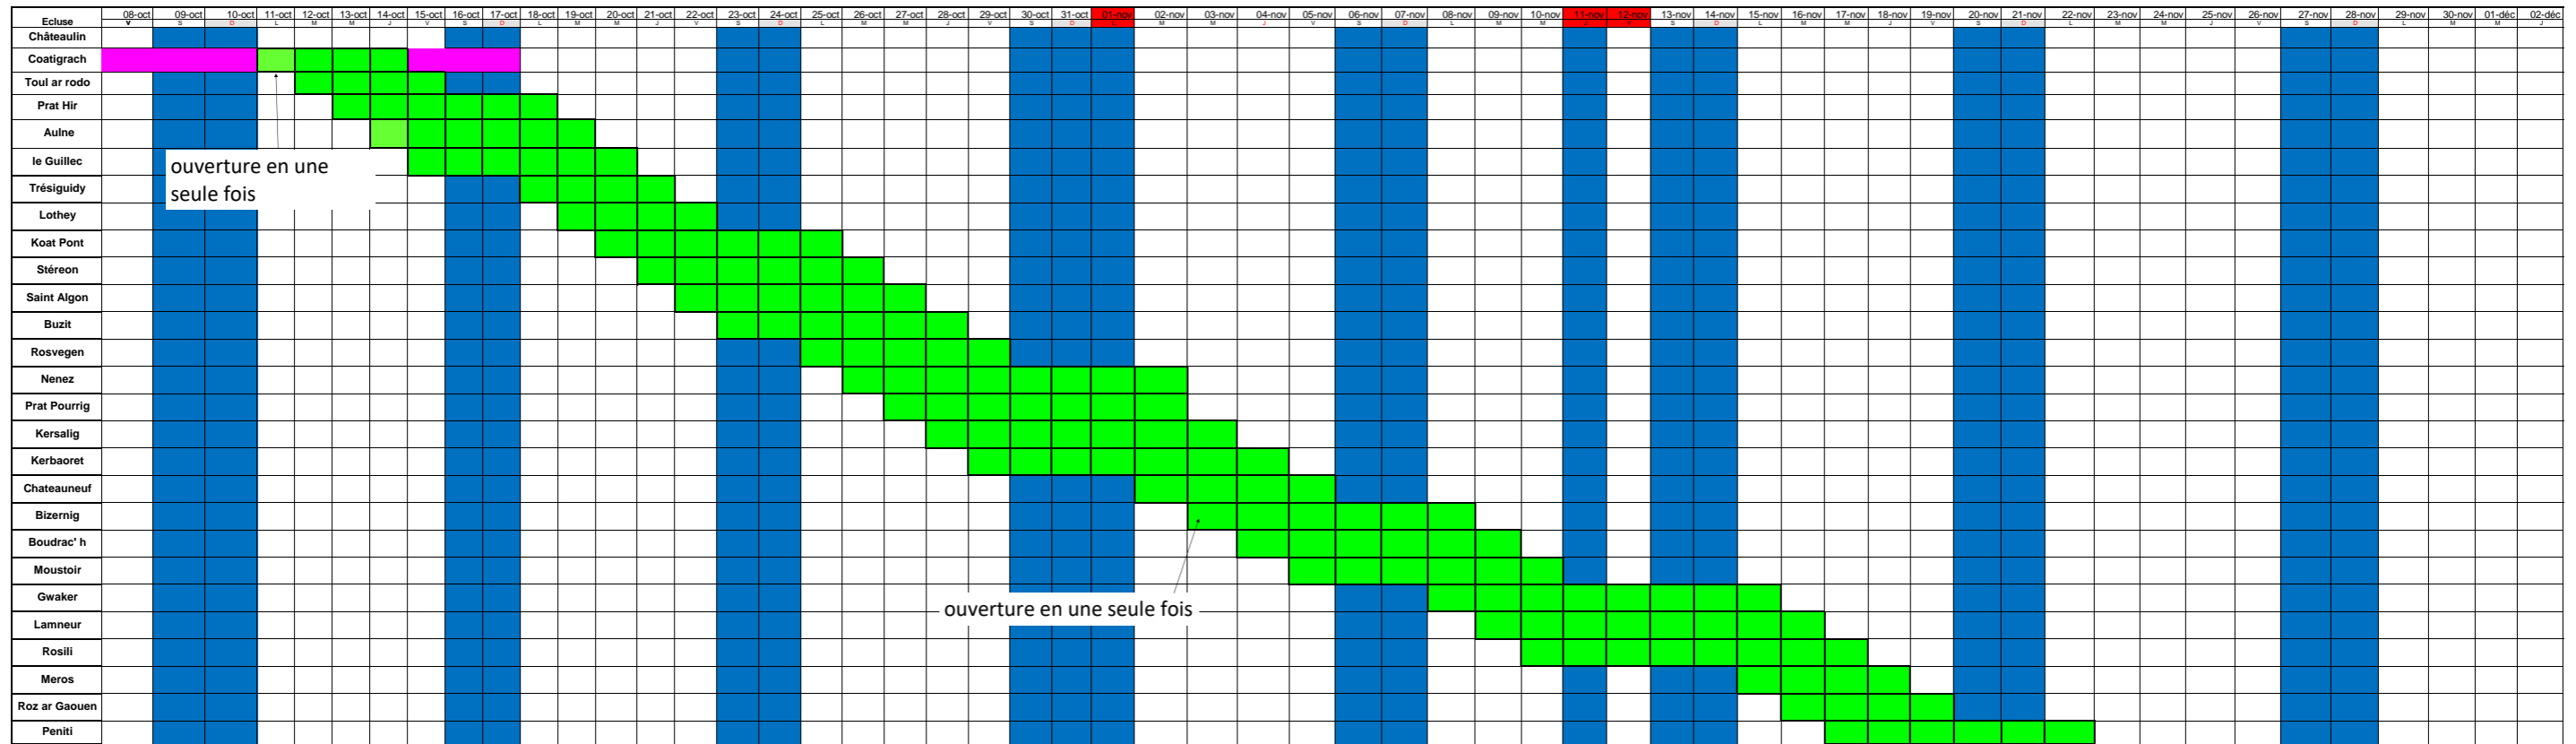 Ecluse 08-oct 09-oct 10-oct 11-oct 12-oct 13-oct 14-oct 15-oct 16-oct 17-oct 18-oct 19-oct 20-oct 21-oct 22-oct 23-oct 24-oct 25-oct 26-oct 27-oct 28-oct 29-oct 30-oct 31-oct 01-nov 02-nov 03-nov 04-nov 05-nov 06-nov 07-nov 08-nov 09-nov 10-nov 11-nov 12-nov 13-nov 14-nov 15-nov 16-nov 17-nov 18-nov 19-nov 20-nov 21-nov 22-nov 23-nov 24-nov 25-nov 26-nov 27-nov 28-nov 29-nov 30-nov 01-déc 02-déc
V S D L M M J V S D L M M J V S D L M M J V S D L M M J V S D L M M J V S D L M M J V S D L M M J V S D L M M J
Châteaulin
Coatigrach
Toul ar rodo
Prat Hir
Aulne
le Guillec
ouverture en une
seule fois
Trésiguidy
Lothey
Koat Pont
Stéreon
Saint Algon
Buzit
Rosvegen
Nenez
Prat Pourrig
Kersalig
Kerbaoret
Chateauneuf
Bizernig
Boudrac' h
Moustoir
Gwaker
ouverture en une seule fois
Lamneur
Rosili
Meros
Roz ar Gaouen
Peniti